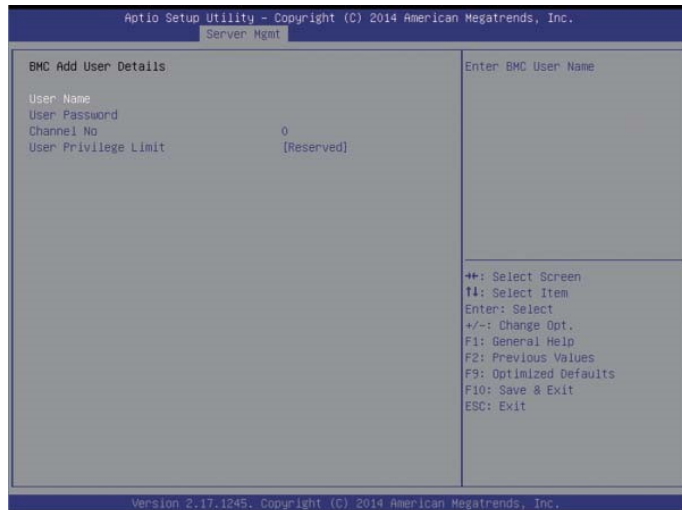 Aptio Setup Utility – Copyright (C) 2014 American Megatrends, Inc.
Server Mgmt
BMC Add User Details
User Name
User Password
Channel No 0
User Privilege Limit [Reserved]
Enter BMC User Name
→←: Select Screen
↑↓: Select Item
Enter: Select
+/-: Change Opt.
F1: General Help
F2: Previous Values
F9: Optimized Defaults
F10: Save & Exit
ESC: Exit
Version 2.17.1245. Copyright (C) 2014 American Megatrends, Inc.